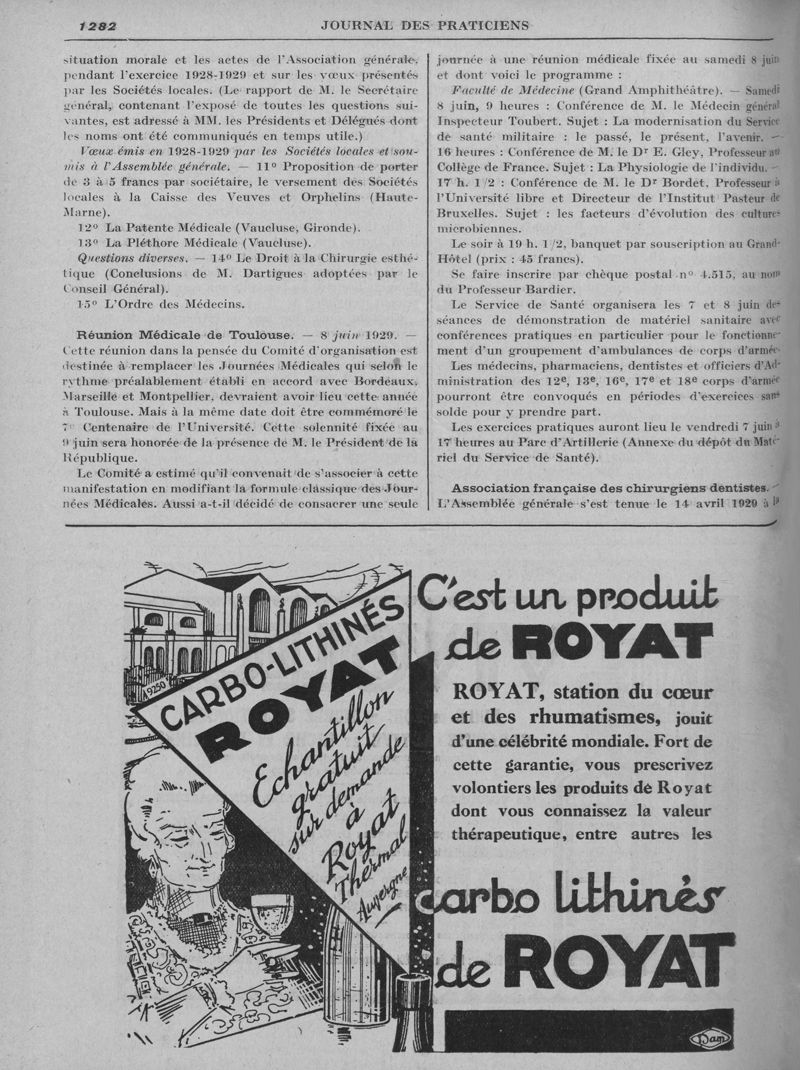 1282
JOURNAL DES PRATICIENS
situation morale et les actes de l'Association générale,
pendant l'exercice 1928-1929 et sur les vœux présentés
par les Sociétés locales. (Le rapport de M. le Secrétaire
général, contenant l'exposé de toutes les questions sui-
vantes, est adressé à MM. les Présidents et Délégués dont
les noms ont été communiqués en temps utile.)
Vœux émis en 1928-1929 par les Sociétés locales et sou-
mis à l'Assemblée générale. — 11º Proposition de porter
de 3 à 5 francs par sociétaire, le versement des Sociétés
locales à la Caisse des Veuves et Orphelins (Haute-
Marne).
12º La Patente Médicale (Vaucluse, Gironde).
13º La Pléthore Médicale (Vaucluse).
Questions diverses. — 14º Le Droit à la Chirurgie esthé-
tique (Conclusions de M. Dartigues adoptées par le
Conseil Général).
15º L'Ordre des Médecins.
Réunion Médicale de Toulouse. — 8 juin 1929. —
Cette réunion dans la pensée du Comité d'organisation est
destinée à remplacer les Journées Médicales qui selon le
rythme préalablement établi en accord avec Bordeaux,
Marseille et Montpellier, devraient avoir lieu cette année
à Toulouse. Mais à la même date doit être commémoré le
7e Centenaire de l'Université. Cette solennité fixée au
9 juin sera honorée de la présence de M. le Président de la
République.
Le Comité a estimé qu'il convenait de s'associer à cette
manifestation en modifiant la formule classique des Jour-
nées Médicales. Aussi a-t-il décidé de consacrer une seule
journée à une réunion médicale fixée au samedi 8 juin
et dont voici le programme :
Faculté de Médecine (Grand Amphithéâtre). — Samedi
8 juin, 9 heures : Conférence de M. le Médecin général
Inspecteur Toubert. Sujet : La modernisation du Service
de santé militaire : le passé, le présent, l'avenir. —
16 heures : Conférence de M. le Dr E. Gley, Professeur au
Collège de France. Sujet : La Physiologie de l'individu. —
17 h. 1/2 : Conférence de M. le Dr Bordet, Professeur à
l'Université libre et Directeur de l'Institut Pasteur de
Bruxelles. Sujet : les facteurs d'évolution des cultures
microbiennes.
Le soir à 19 h. 1/2, banquet par souscription au Grand-
Hôtel (prix : 45 francs).
Se faire inscrire par chèque postal nº 4.515, au nom
du Professeur Bardier.
Le Service de Santé organisera les 7 et 8 juin des
séances de démonstration de matériel sanitaire avec
conférences pratiques en particulier pour le fonctionne-
ment d'un groupement d'ambulances de corps d'armée.
Les médecins, pharmaciens, dentistes et officiers d'Ad-
ministration des 12e, 13e, 16e, 17e et 18e corps d'armée
pourront être convoqués en périodes d'exercices sans
solde pour y prendre part.
Les exercices pratiques auront lieu le vendredi 7 juin à
17 heures au Parc d'Artillerie (Annexe du dépôt du Maté-
riel du Service de Santé).
Association française des chirurgiens dentistes. —
L'Assemblée générale s'est tenue le 14 avril 1929 à la
A9250
CARBO-LITHINÉS
ROYAT
Echantillon
gratuit
sur demande
à
Royat
Thermal
Auvergne
C'est un produit
de ROYAT
ROYAT, station du cœur
et des rhumatismes, jouit
d'une célébrité mondiale. Fort de
cette garantie, vous prescrivez
volontiers les produits de Royat
dont vous connaissez la valeur
thérapeutique, entre autres les
carbo lithinés
de ROYAT
Dam